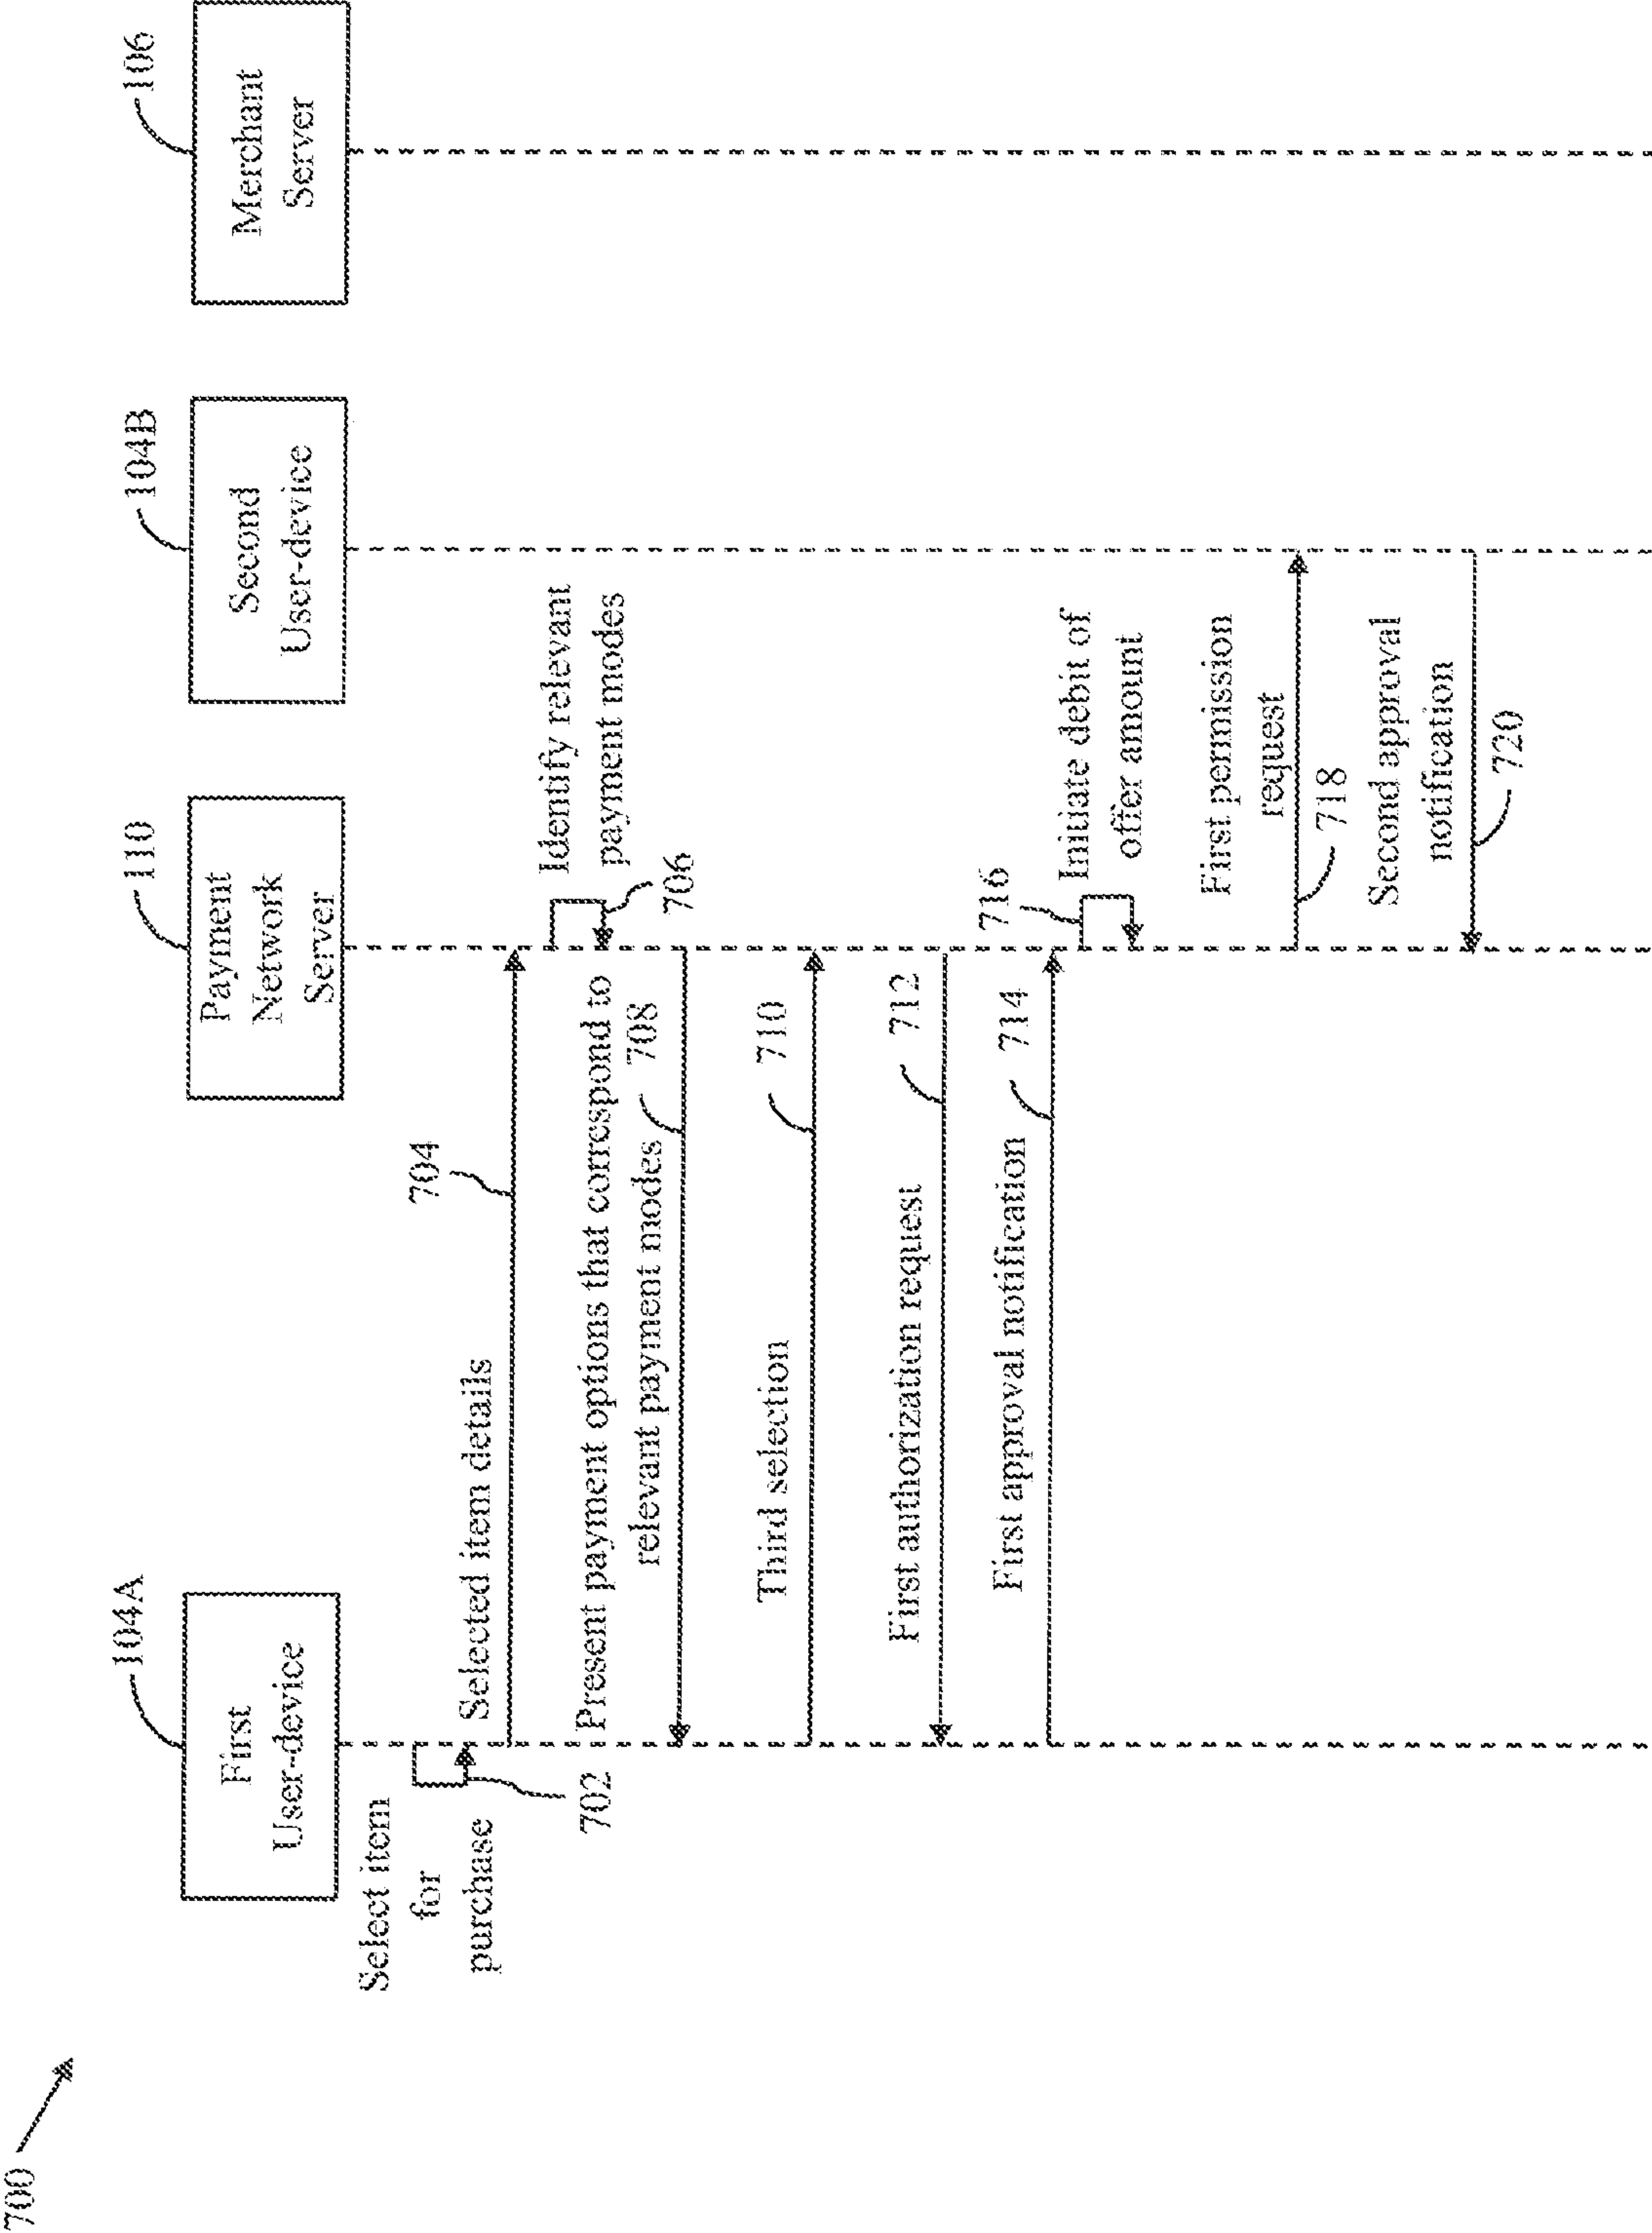 700
104A
First
User-device
110
Payment
Network
Server
104B
Second
User-device
106
Merchant
Server
Select item
for
purchase
702
Selected item details
704
Identify relevant
payment modes
706
Present payment options that correspond to
relevant payment modes
708
Third selection
710
First authorization request
712
First approval notification
714
716
Initiate debit of
offer amount
First permission
request
718
Second approval
notification
720